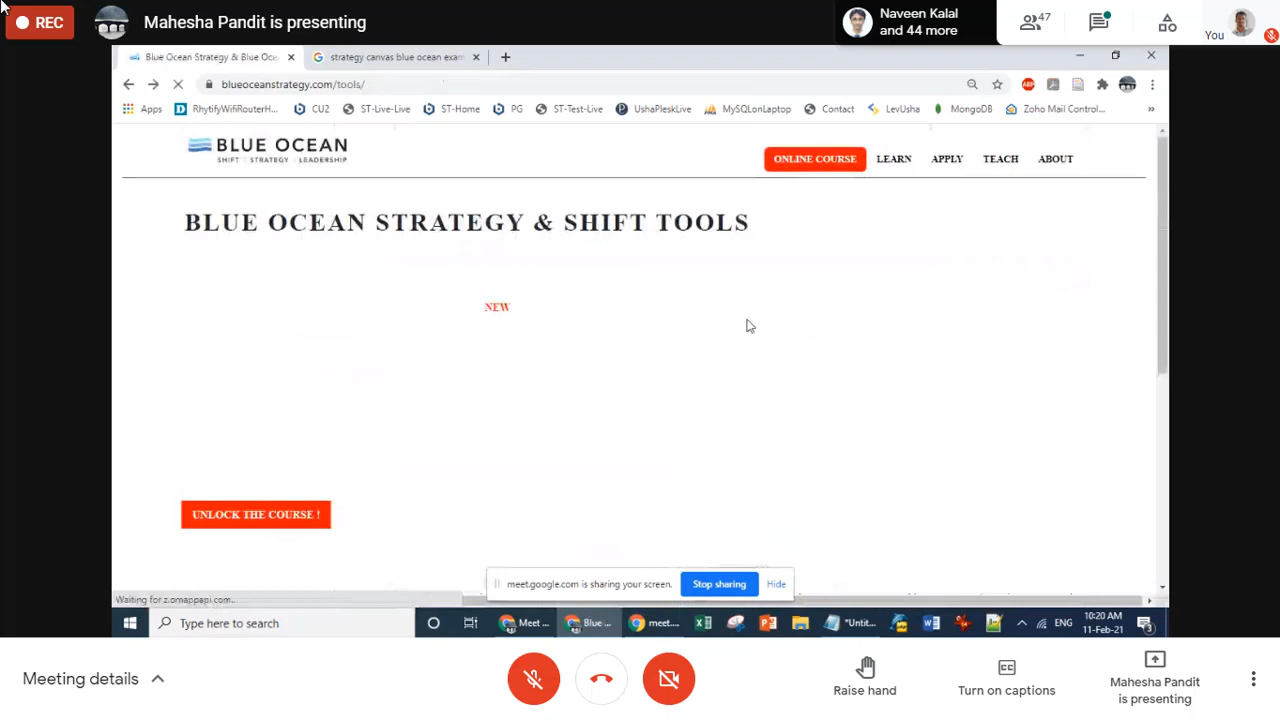 REC
Mahesha Pandit is presenting
Naveen Kalal
and 44 more
47
You
Blue Ocean Strategy & Blue Oce
strategy canvas blue ocean exam
blueoceanstrategy.com/tools/
Apps
RhytifyWifiRouterH...
CU2
ST-Live-Live
ST-Home
PG
ST-Test-Live
UshaPleskLive
MySQLonLaptop
Contact
LevUsha
MongoDB
Zoho Mail Control...
BLUE OCEAN
SHIFT STRATEGY LEADERSHIP
ONLINE COURSE
LEARN
APPLY
TEACH
ABOUT
BLUE OCEAN STRATEGY & SHIFT TOOLS
NEW
UNLOCK THE COURSE !
meet.google.com is sharing your screen.
Stop sharing
Hide
Waiting for z.omappapi.com...
Type here to search
Meet ...
Blue ...
meet....
*Untit...
ENG
10:20 AM
11-Feb-21
3
Meeting details
Raise hand
Turn on captions
Mahesha Pandit
is presenting